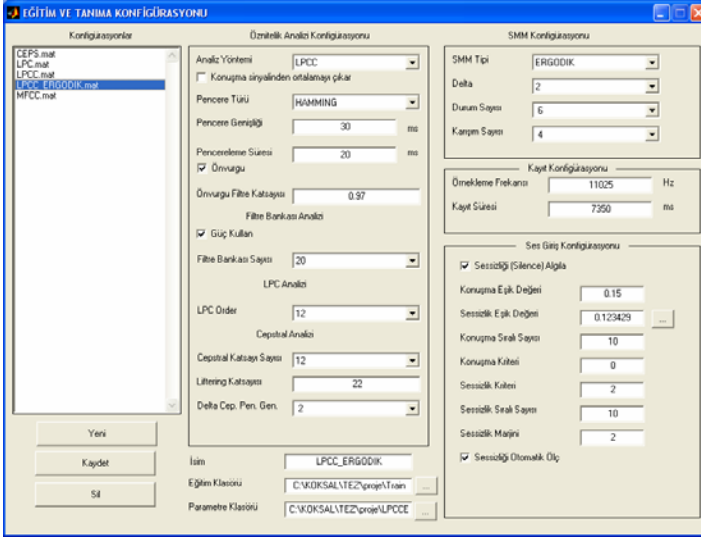 EĞİTİM VE TANIMA KONFİGÜRASYONU
Konfigürasyonlar
CEPS.mat
LPC.mat
LPCC.mat
LPCC_ERGODIK.mat
MFCC.mat
Yeni
Kaydet
Sil
Öznitelik Analizi Konfigürasyonu
Analiz Yöntemi LPCC
Konuşma sinyalinden ortalamayı çıkar
Pencere Türü HAMMING
Pencere Genişliği 30 ms
Pencereleme Süresi 20 ms
Önvurgu
Önvurgu Filtre Katsayısı 0.97
Filtre Bankası Analizi
Güç Kullan
Filtre Bankası Sayısı 20
LPC Analizi
LPC Order 12
Cepstral Analizi
Cepstral Katsayı Sayısı 12
Liftering Katsayısı 22
Delta Cep. Pen. Gen. 2
İsim LPCC_ERGODIK
Eğitim Klasörü C:\KOKSAL\TEZ\proje\Train ...
Parametre Klasörü C:\KOKSAL\TEZ\proje\LPCCE ...
SMM Konfigürasyonu
SMM Tipi ERGODIK
Delta 2
Durum Sayısı 6
Karışım Sayısı 4
Kayıt Konfigürasyonu
Örnekleme Frekansı 11025 Hz
Kayıt Süresi 7350 ms
Ses Giriş Konfigürasyonu
Sessizliği (Silence) Algıla
Konuşma Eşik Değeri 0.15
Sessizlik Eşik Değeri 0.123429 ...
Konuşma Sıralı Sayısı 10
Konuşma Kriteri 0
Sessizlik Kriteri 2
Sessizlik Sıralı Sayısı 10
Sessizlik Marjini 2
Sessizliği Otomatik Ölç